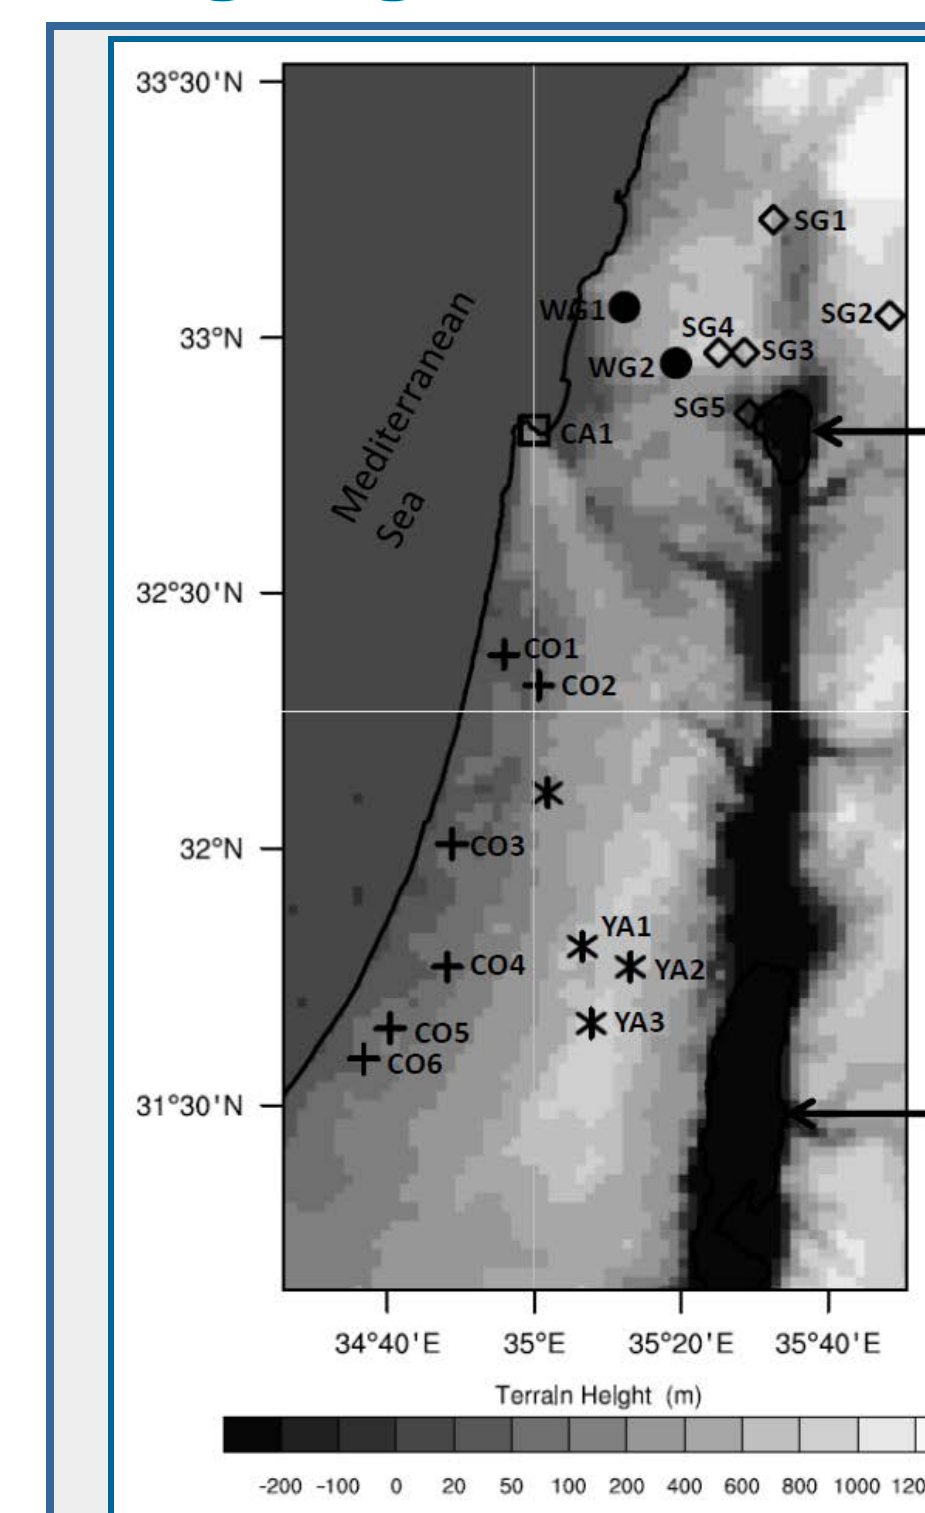 33°30'N
SG1
Mediterranean
Sea
WG1
SG2
33°N
SG4
SG3
WG2
SG5
CA1
32°30'N
CO1
CO2
32°N
CO3
YA1
CO4
YA2
CO5
YA3
CO6
31°30'N
34°40'E 35°E 35°20'E 35°40'E
Terrain Height (m)
-200 -100 0 20 50 100 200 400 600 800 1000